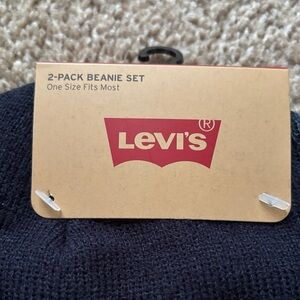 2-PACK BEANIE SET
One Size Fits Most
LEVI'S®